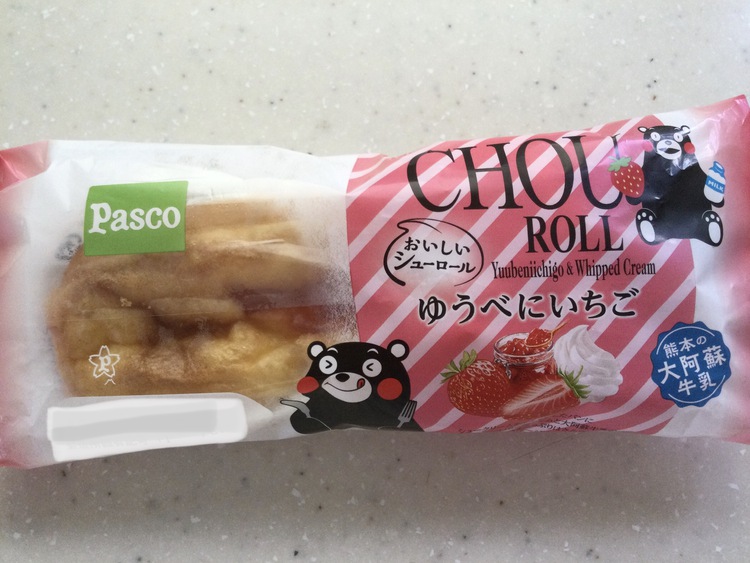 Pasco
CHOU
ROLL
おいしい
シューロール
Yuubeniichigo & Whipped Cream
ゆうべにいちご
MILK
熊本の
大阿蘇
牛乳
P